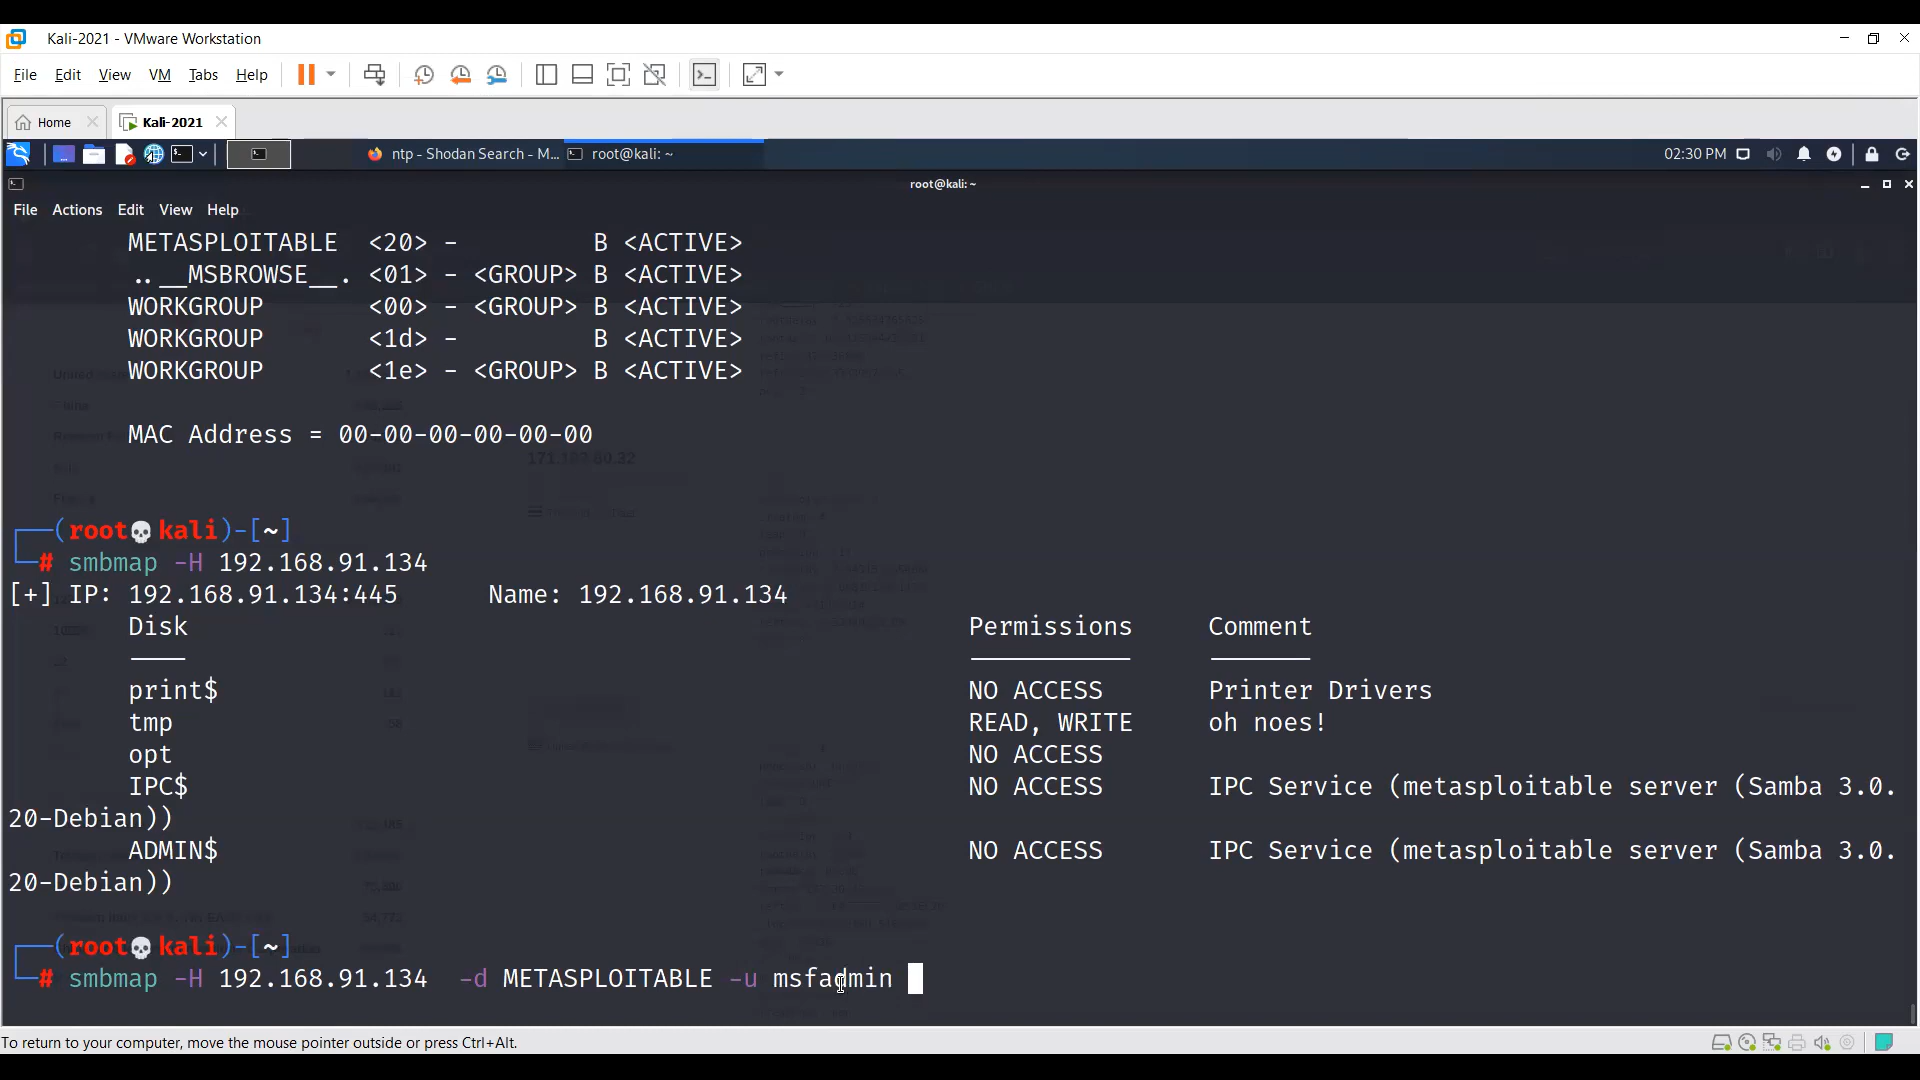 Kali-2021 - VMware Workstation
File Edit View VM Tabs Help
Home Kali-2021
ntp - Shodan Search - M... root@kali: ~ 02:30 PM
root@kali: ~
File Actions Edit View Help
METASPLOITABLE <20> - B <ACTIVE>
..__MSBROWSE__. <01> - <GROUP> B <ACTIVE>
WORKGROUP <00> - <GROUP> B <ACTIVE>
WORKGROUP <1d> - B <ACTIVE>
WORKGROUP <1e> - <GROUP> B <ACTIVE>
MAC Address = 00-00-00-00-00-00
171.187.60.32
┌──(root💀kali)-[~]
└─# smbmap -H 192.168.91.134
[+] IP: 192.168.91.134:445 Name: 192.168.91.134
Disk Permissions Comment
---- ----------- -------
print$ NO ACCESS Printer Drivers
tmp READ, WRITE oh noes!
opt NO ACCESS
IPC$ NO ACCESS IPC Service (metasploitable server (Samba 3.0.
20-Debian))
ADMIN$ NO ACCESS IPC Service (metasploitable server (Samba 3.0.
20-Debian))
┌──(root💀kali)-[~]
└─# smbmap -H 192.168.91.134 -d METASPLOITABLE -u msfadmin
To return to your computer, move the mouse pointer outside or press Ctrl+Alt.